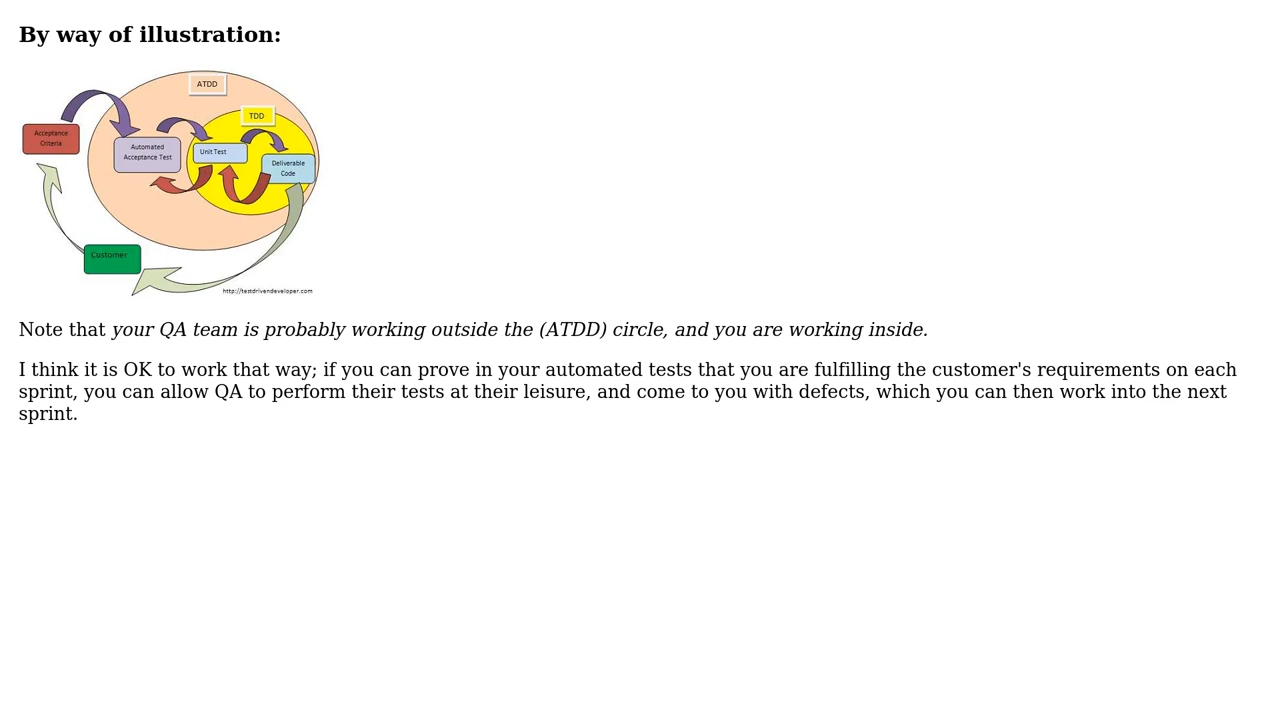 By way of illustration:
ATDD
TDD
Acceptance
Criteria
Automated
Acceptance Test
Unit Test
Deliverable
Code
Customer
http://testdrivendeveloper.com
Note that your QA team is probably working outside the (ATDD) circle, and you are working inside.
I think it is OK to work that way; if you can prove in your automated tests that you are fulfilling the customer's requirements on each
sprint, you can allow QA to perform their tests at their leisure, and come to you with defects, which you can then work into the next
sprint.